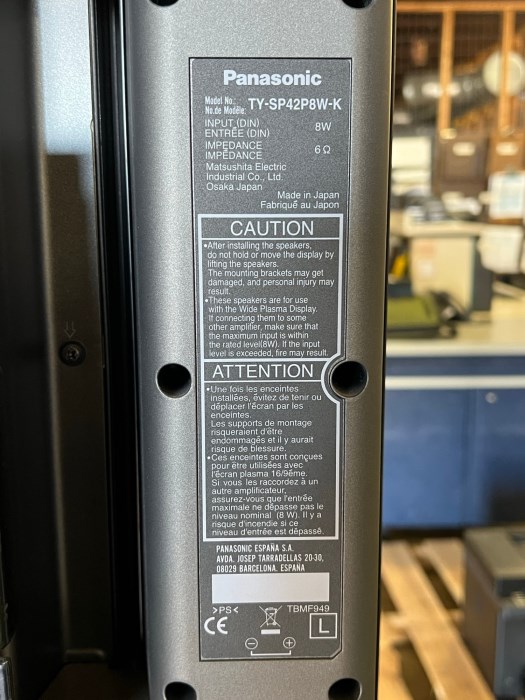 Panasonic
Model No.:
No.de Modèle:
TY-SP42P8W-K
INPUT (DIN)
ENTRÉE (DIN)
8W
IMPEDANCE
IMPÉDANCE
6 Ω
Matsushita Electric
Industrial Co., Ltd.
Osaka Japan
Made in Japan
Fabriqué au Japon
CAUTION
•After installing the speakers,
do not hold or move the display by
lifting the speakers.
The mounting brackets may get
damaged, and personal injury may
result.
•These speakers are for use
with the Wide Plasma Display.
If connecting them to some
other amplifier, make sure that
the maximum input is within
the rated level(8W). If the input
level is exceeded, fire may result.
ATTENTION
•Une fois les enceintes
installées, évitez de tenir ou
déplacer l'écran par les
enceintes.
Les supports de montage
risqueraient d'être
endommagés et il y aurait
risque de blessure.
•Ces enceintes sont conçues
pour être utilisées avec
l'écran plasma 16/9ème.
Si vous les raccordez à un
autre amplificateur,
assurez-vous que l'entrée
maximale ne dépasse pas le
niveau nominal (8 W). Il y a
risque d'incendie si ce
niveau d'entrée est dépassé.
PANASONIC ESPAÑA S.A.
AVDA. JOSEP TARRADELLAS 20-30,
08029 BARCELONA, ESPAÑA
>PS<
TBMF949
CE
L